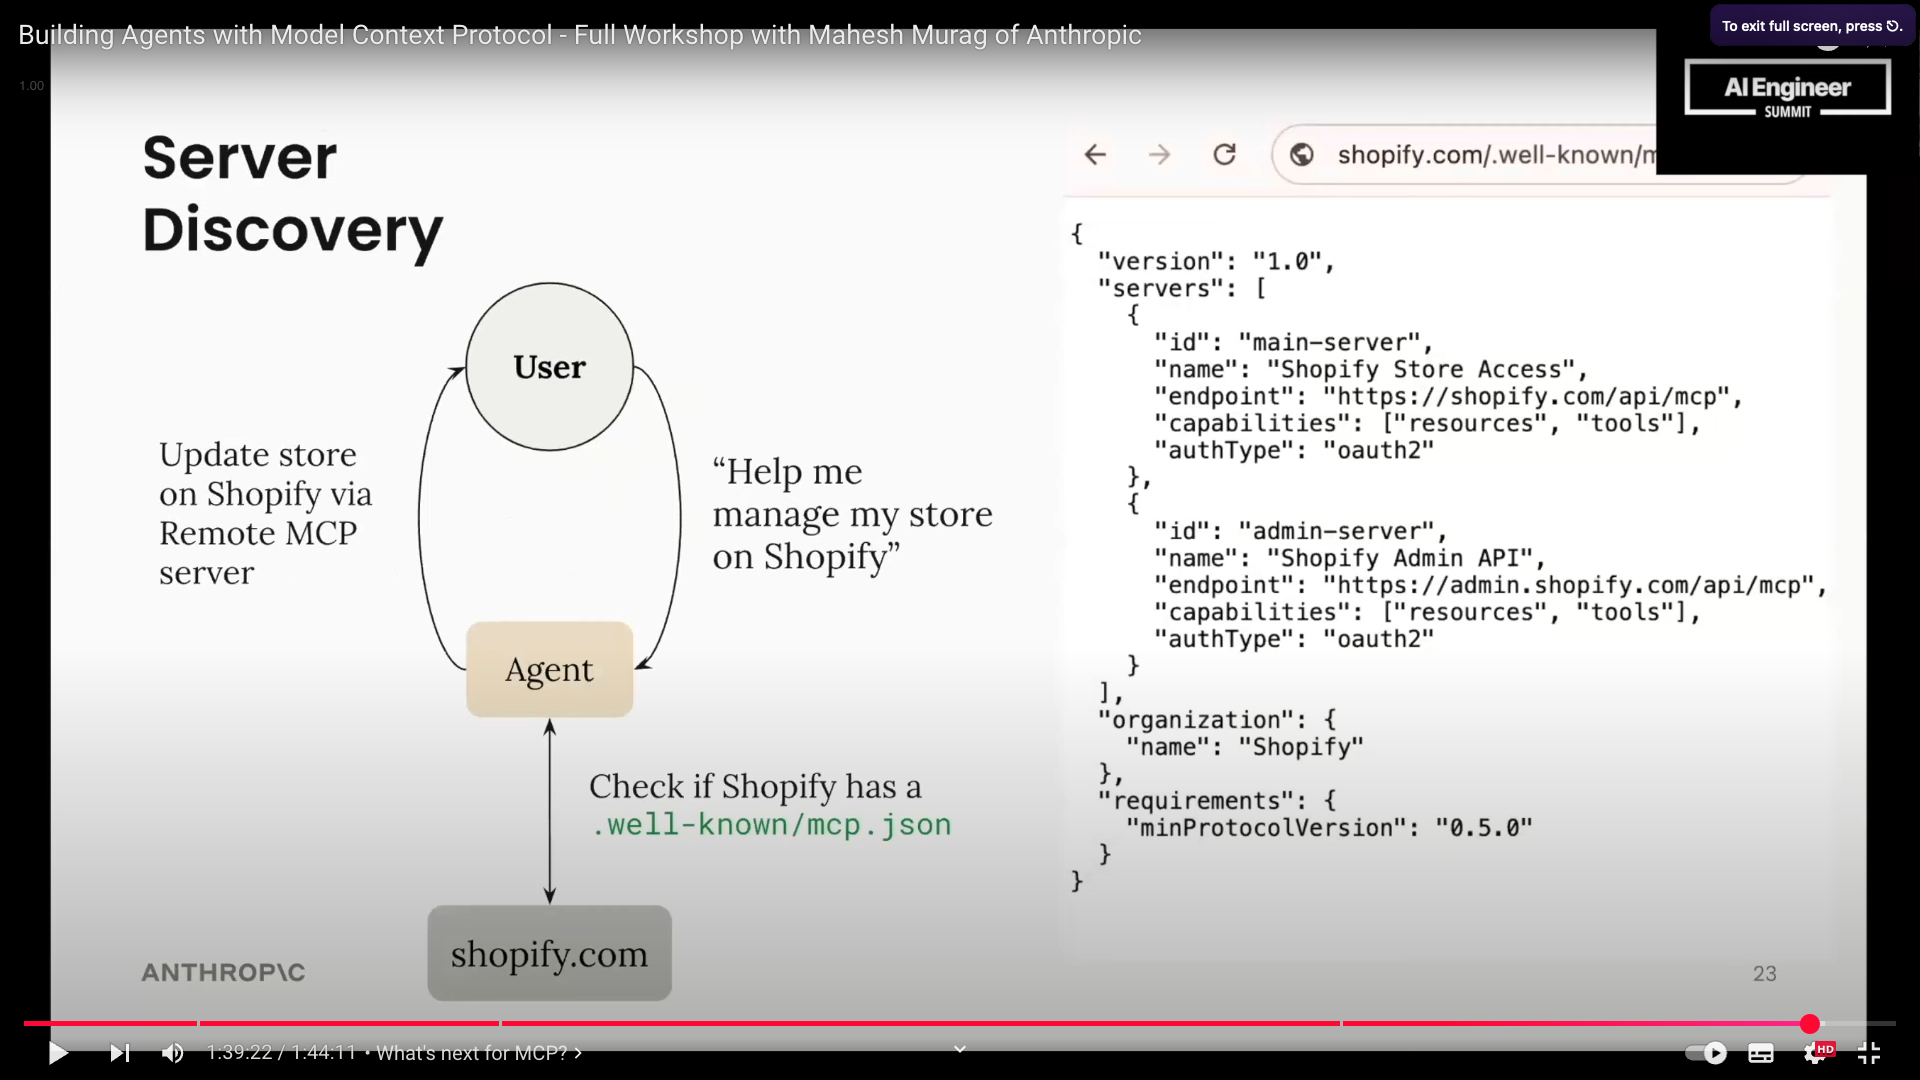 Building Agents with Model Context Protocol - Full Workshop with Mahesh Murag of Anthropic
To exit full screen, press
1.00
AI Engineer
SUMMIT
Server
Discovery
User
Update store
on Shopify via
Remote MCP
server
“Help me
manage my store
on Shopify”
Agent
Check if Shopify has a
.well-known/mcp.json
shopify.com
ANTHROP\C
shopify.com/.well-known/m
{
"version": "1.0",
"servers": [
{
"id": "main-server",
"name": "Shopify Store Access",
"endpoint": "https://shopify.com/api/mcp",
"capabilities": ["resources", "tools"],
"authType": "oauth2"
},
{
"id": "admin-server",
"name": "Shopify Admin API",
"endpoint": "https://admin.shopify.com/api/mcp",
"capabilities": ["resources", "tools"],
"authType": "oauth2"
}
],
"organization": {
"name": "Shopify"
},
"requirements": {
"minProtocolVersion": "0.5.0"
}
}
23
1:39:22 / 1:44:11 • What's next for MCP? >
HD